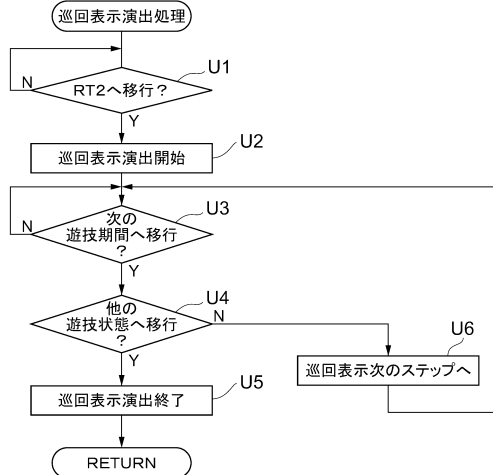 巡回表示演出処理
U1
N
RT2へ移行？
Y
U2
巡回表示演出開始
U3
次の
N
遊技期間へ移行
？
Y
U4
他の
N
遊技状態へ移行
？
U6
Y
巡回表示次のステップへ
U5
巡回表示演出終了
RETURN